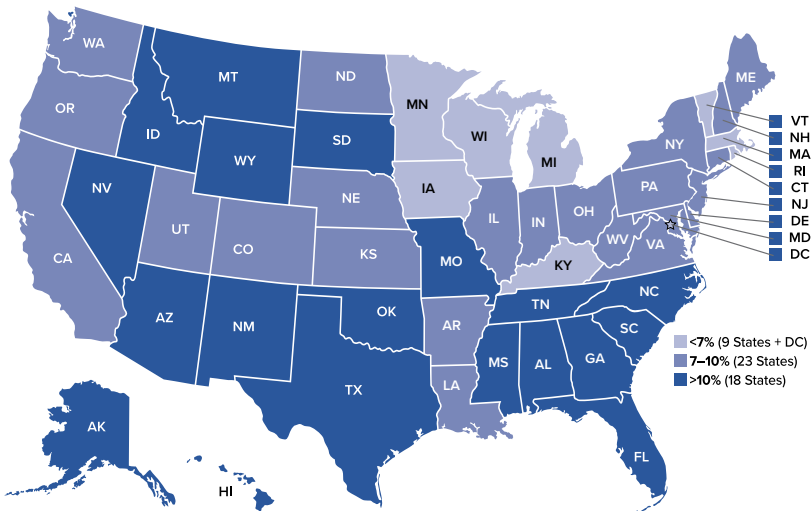 WA
MT
ND
MN
ME
OR
ID
SD
WI
MI
NY
VT
NH
MA
RI
CT
NJ
DE
MD
DC
WY
IA
PA
NV
NE
IL
IN
OH
UT
CO
KS
MO
WV
VA
KY
CA
AZ
NM
OK
AR
TN
NC
SC
MS
AL
GA
TX
LA
FL
AK
HI
<7% (9 States + DC)
7–10% (23 States)
>10% (18 States)